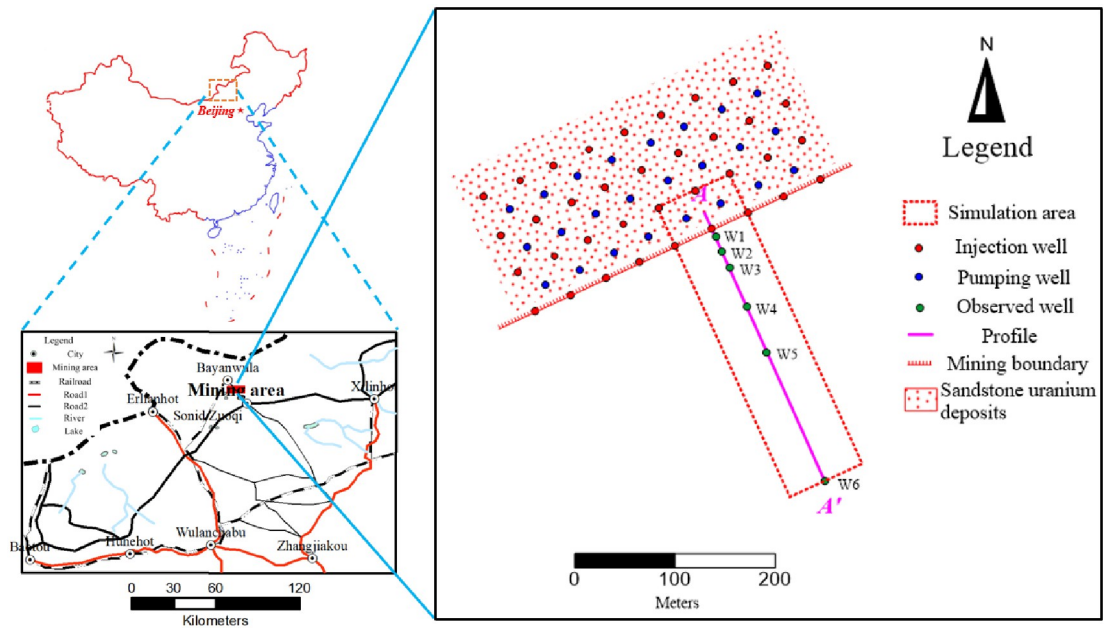 Beijing
Legend
N
City
Mining area
Railroad
Road1
Road2
River
Lake
Bayanwula
Mining area
Xilinhot
Erlianhot
Sonid Zuoqi
Wulanchabu
Baotou
Huhehot
Zhangjiakou
0 30 60 120
Kilometers
A
W1
W2
W3
W4
W5
W6
A'
0 100 200
Meters
N
Legend
Simulation area
Injection well
Pumping well
Observed well
Profile
Mining boundary
Sandstone uranium
deposits